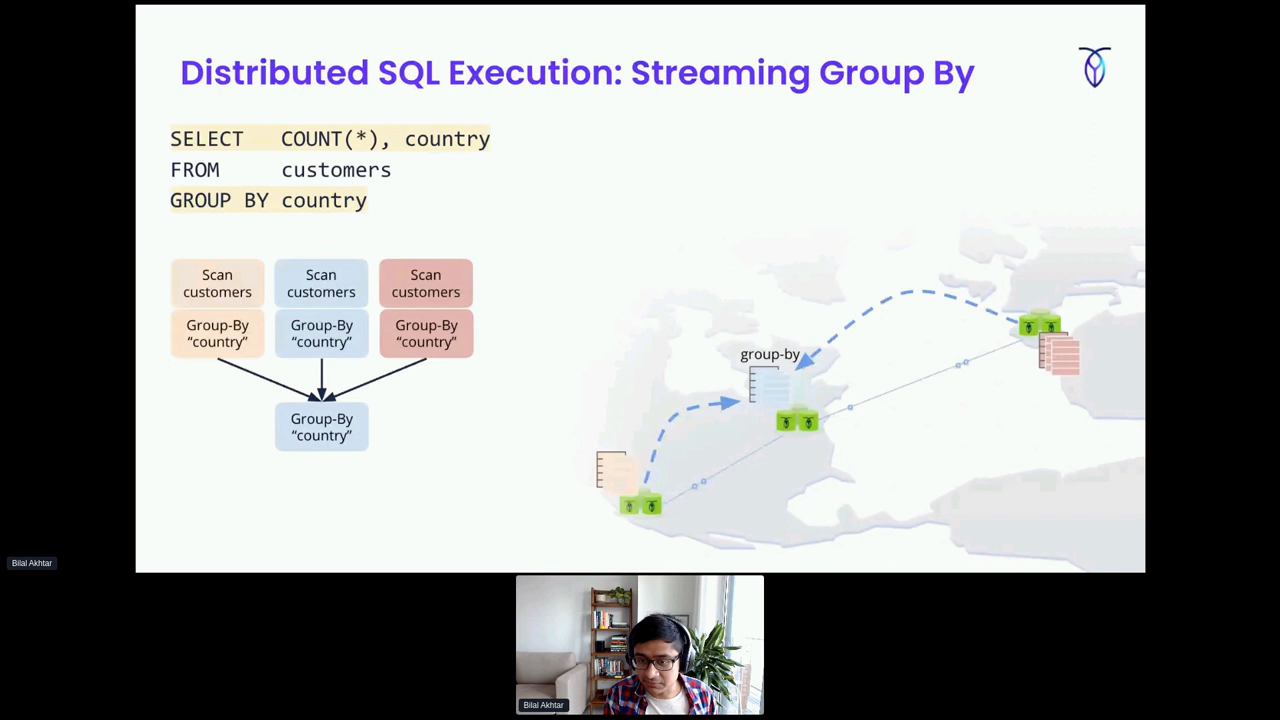 Distributed SQL Execution: Streaming Group By
SELECT COUNT(*), country
FROM customers
GROUP BY country
Scan
customers
Scan
customers
Scan
customers
Group-By
“country”
Group-By
“country”
Group-By
“country”
Group-By
“country”
group-by
Bilal Akhtar
Bilal Akhtar